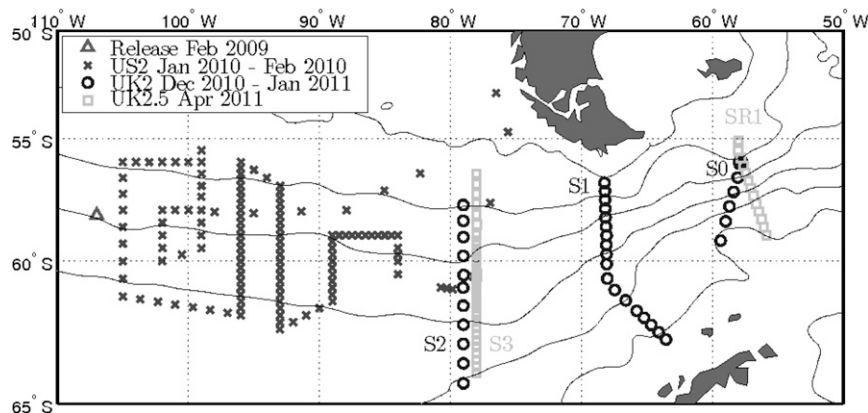 110° W 100° W 90° W 80° W 70° W 60° W 50° W
50° S
Release Feb 2009
US2 Jan 2010 - Feb 2010
UK2 Dec 2010 - Jan 2011
UK2.5 Apr 2011
55° S
SR1
S0
S1
60° S
S2
S3
65° S